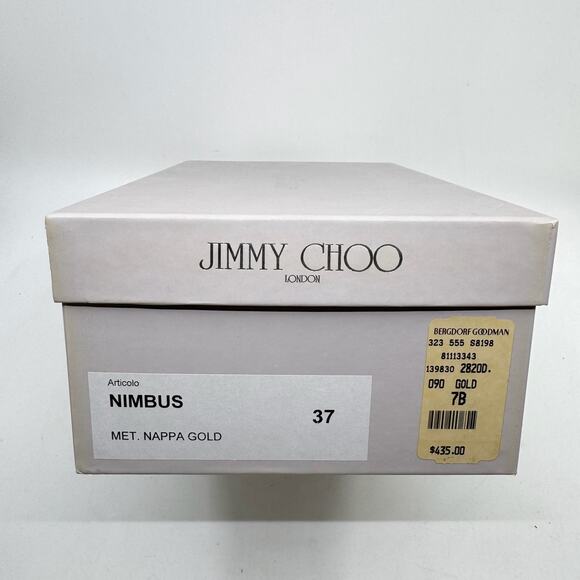 JIMMY CHOO
LONDON
Articolo
NIMBUS
37
MET. NAPPA GOLD
BERGDORF GOODMAN
323 555 S8198
81113343
139830 2820D.
090 GOLD
7B
$435.00